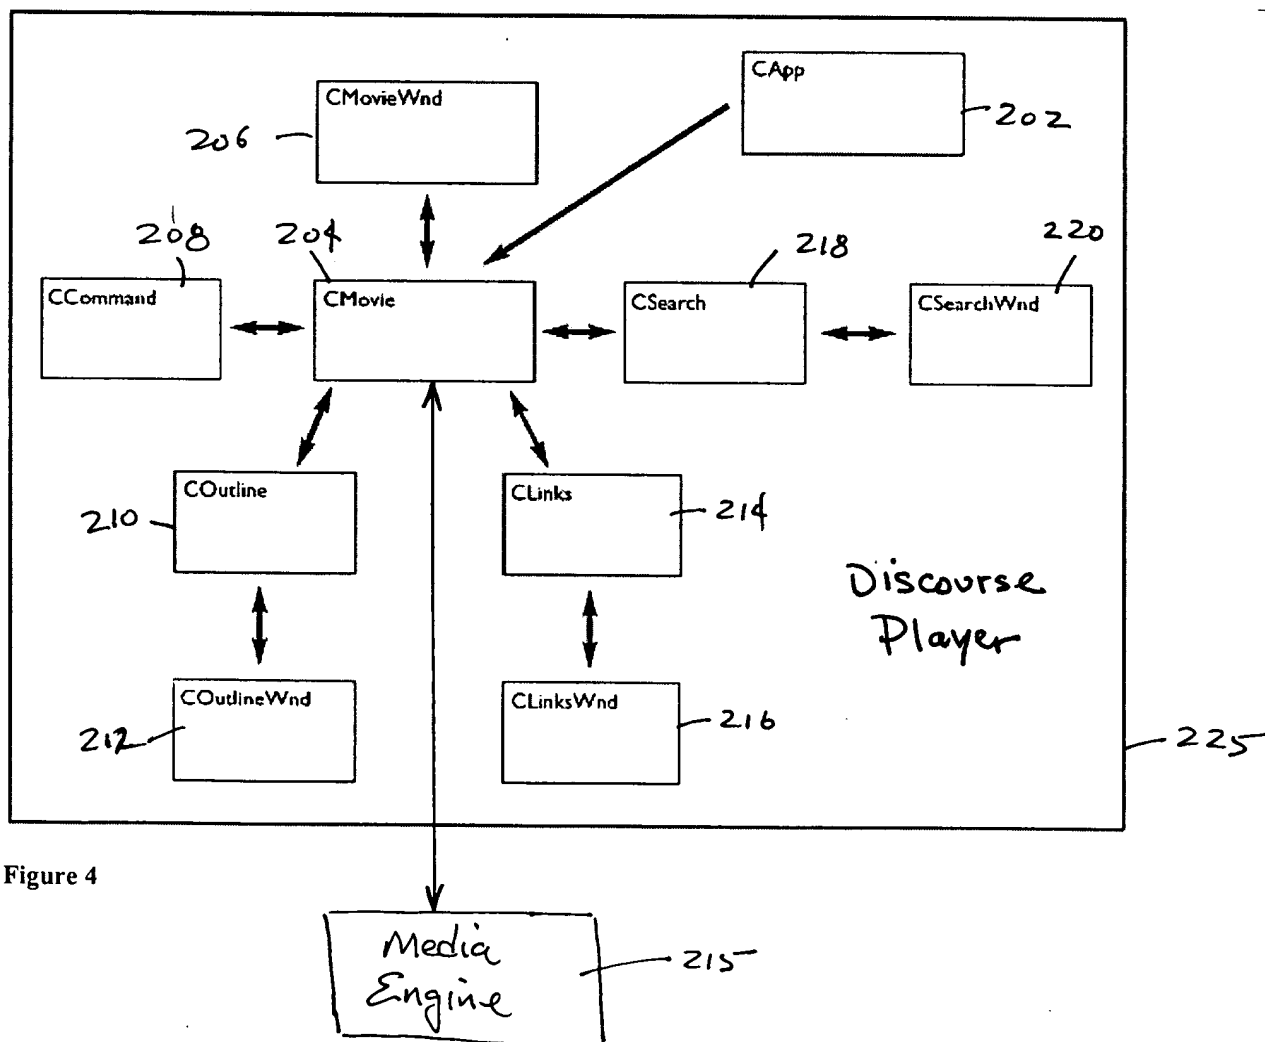 CApp
CMovieWnd
202
206
208
204
218
220
CCommand
CMovie
CSearch
CSearchWnd
COutline
CLinks
210
214
Discourse
Player
COutlineWnd
CLinksWnd
212
216
225
Figure 4
Media
Engine
215